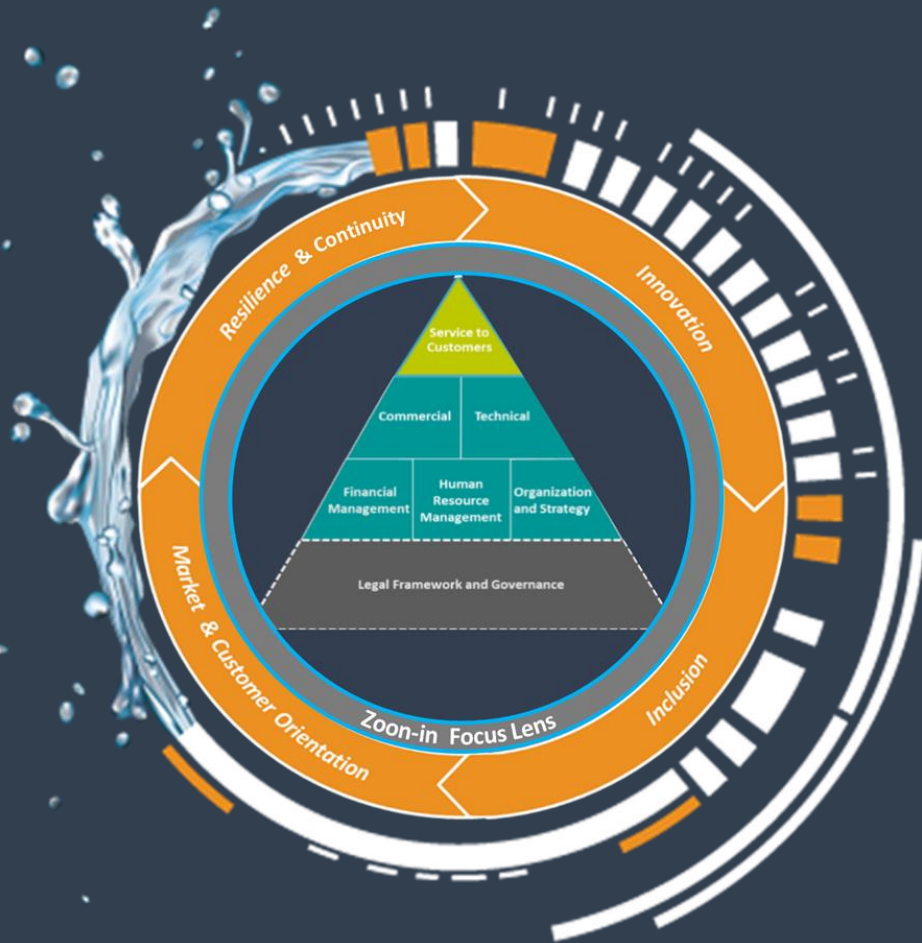 Resilience & Continuity
Innovation
Service to
Customers
Commercial
Technical
Financial
Management
Human
Resource
Management
Organization
and Strategy
Legal Framework and Governance
Market & Customer Orientation
Inclusion
Zoon-in Focus Lens